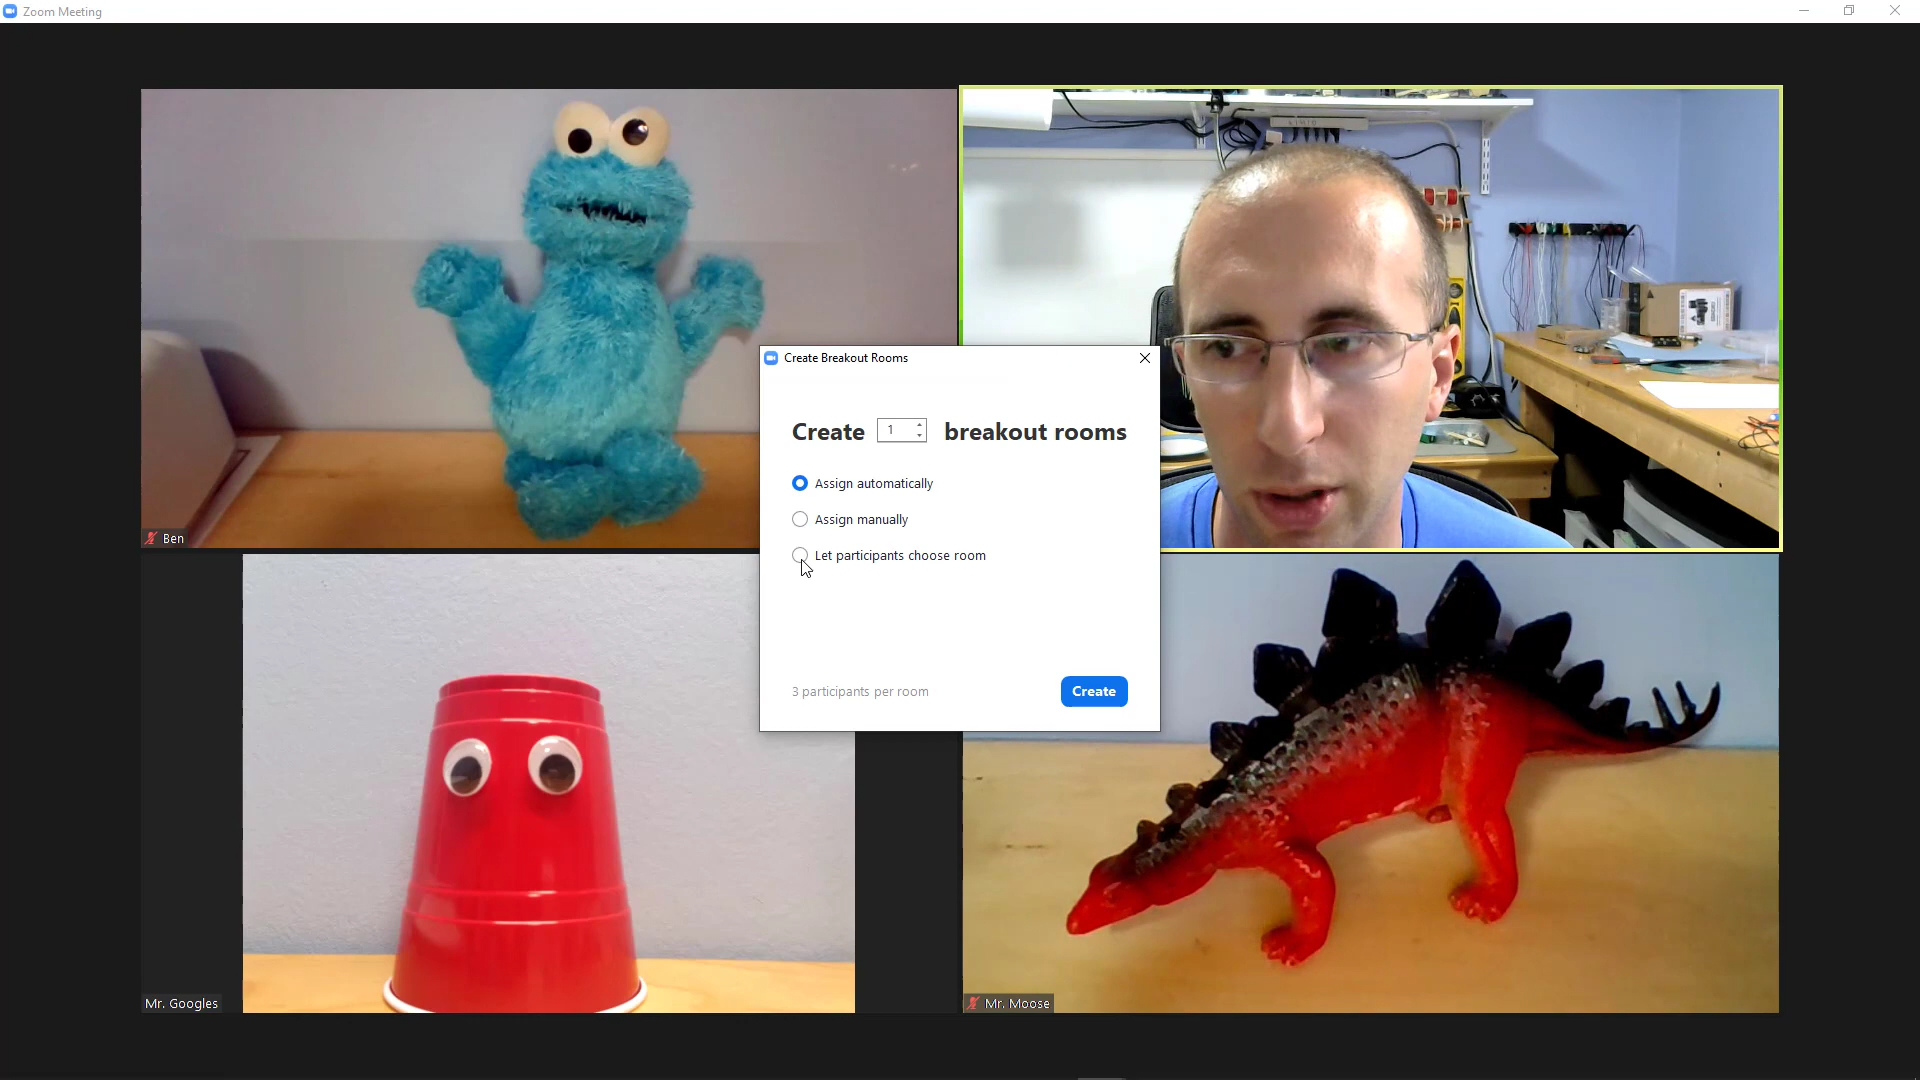 Zoom Meeting
Create Breakout Rooms
Create 1 breakout rooms
Assign automatically
Assign manually
Let participants choose room
3 participants per room
Create
Ben
Mr. Googles
Mr. Moose